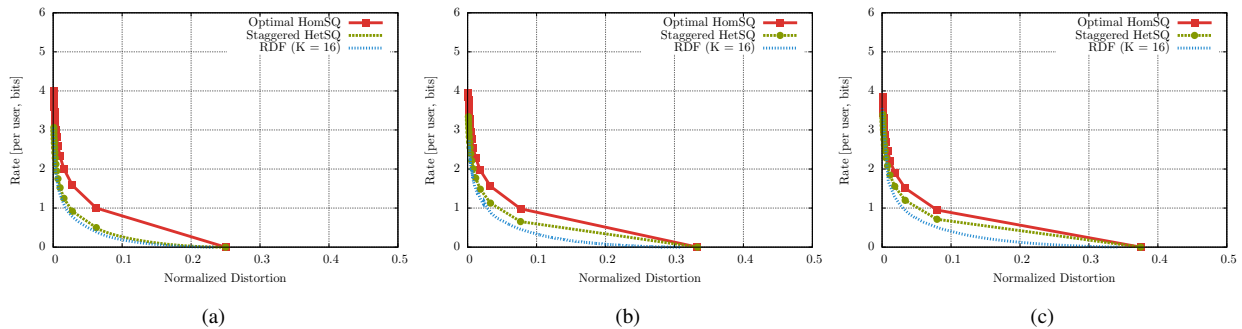 6
5
4
3
2
1
0
Rate [per user, bits]
0 0.1 0.2 0.3 0.4 0.5
Normalized Distortion
Optimal HomSQ
Staggered HetSQ
RDF (K = 16)
(a)
6
5
4
3
2
1
0
Rate [per user, bits]
0 0.1 0.2 0.3 0.4 0.5
Normalized Distortion
Optimal HomSQ
Staggered HetSQ
RDF (K = 16)
(b)
6
5
4
3
2
1
0
Rate [per user, bits]
0 0.1 0.2 0.3 0.4 0.5
Normalized Distortion
Optimal HomSQ
Staggered HetSQ
RDF (K = 16)
(c)